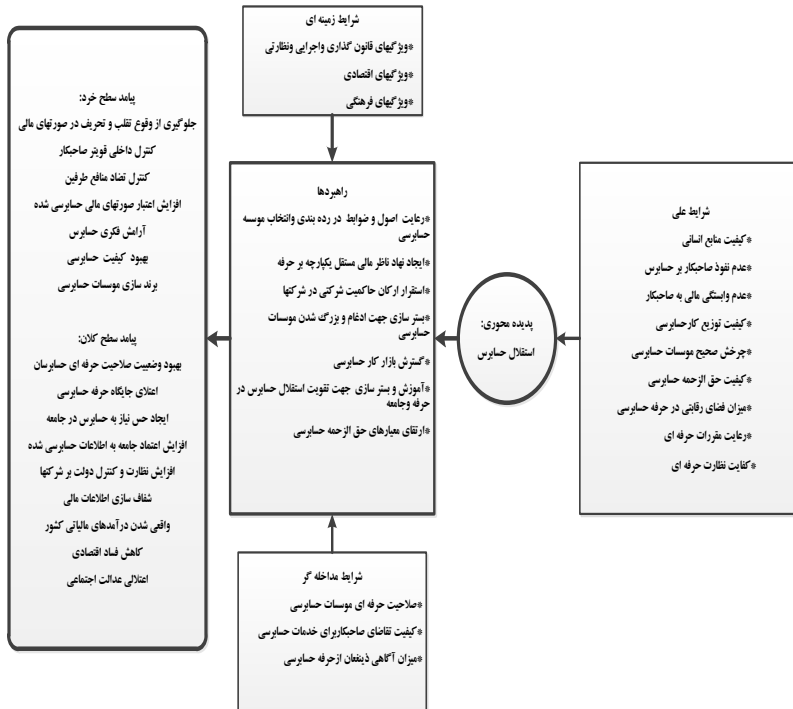 شرایط زمینه ای
*ویژگیهای قانون گذاری واجرایی ونظارتی
*ویژگیهای اقتصادی
*ویژگیهای فرهنگی
شرایط علی
*کیفیت منابع انسانی
*عدم نفوذ صاحبکار بر حسابرس
*عدم وابستگی مالی به صاحبکار
*کیفیت توزیع کارحسابرسی
*چرخش صحیح موسسات حسابرسی
*کیفیت حق الزحمه حسابرسی
*میزان فضای رقابتی در حرفه حسابرسی
*رعایت مقررات حرفه ای
*کفایت نظارت حرفه ای
پدیده محوری:
استقلال حسابرس
راهبردها
*رعایت اصول و ضوابط در رده بندی وانتخاب موسسه
حسابرسی
*ایجاد نهاد ناظر مالی مستقل یکپارچه بر حرفه
*استقرار ارکان حاکمیت شرکتی در شرکتها
*بستر سازی جهت ادغام و بزرگ شدن موسسات
حسابرسی
*گسترش بازار کار حسابرسی
*آموزش و بستر سازی جهت تقویت استقلال حسابرس در
حرفه وجامعه
*ارتقای معیارهای حق الزحمه حسابرسی
شرایط مداخله گر
*صلاحیت حرفه ای موسسات حسابرسی
*کیفیت تقاضای صاحبکاربرای خدمات حسابرسی
*میزان آگاهی ذینفعان ازحرفه حسابرسی
پیامد سطح خرد:
جلوگیری از وقوع تقلب و تحریف در صورتهای مالی
کنترل داخلی قویتر صاحبکار
کنترل تضاد منافع طرفین
افزایش اعتبار صورتهای مالی حسابرسی شده
آرامش فکری حسابرس
بهبود کیفیت حسابرسی
برند سازی موسسات حسابرسی
پیامد سطح کلان:
بهبود وضعیت صلاحیت حرفه ای حسابرسان
اعتلای جایگاه حرفه حسابرسی
ایجاد حس نیاز به حسابرس در جامعه
افزایش اعتماد جامعه به اطلاعات حسابرسی شده
افزایش نظارت و کنترل دولت بر شرکتها
شفاف سازی اطلاعات مالی
واقعی شدن درآمدهای مالیاتی کشور
کاهش فساد اقتصادی
اعتلالی عدالت اجتماعی